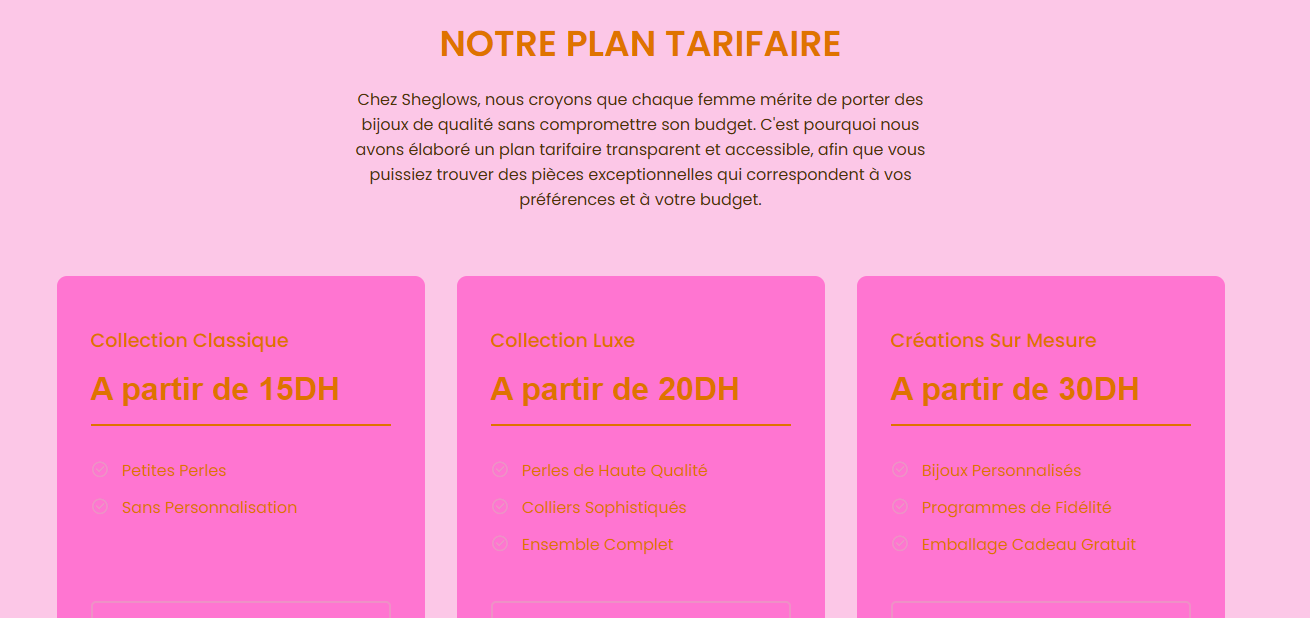 NOTRE PLAN TARIFAIRE
Chez Sheglows, nous croyons que chaque femme mérite de porter des
bijoux de qualité sans compromettre son budget. C'est pourquoi nous
avons élaboré un plan tarifaire transparent et accessible, afin que vous
puissiez trouver des pièces exceptionnelles qui correspondent à vos
préférences et à votre budget.
Collection Classique
A partir de 15DH
Petites Perles
Sans Personnalisation
Collection Luxe
A partir de 20DH
Perles de Haute Qualité
Colliers Sophistiqués
Ensemble Complet
Créations Sur Mesure
A partir de 30DH
Bijoux Personnalisés
Programmes de Fidélité
Emballage Cadeau Gratuit